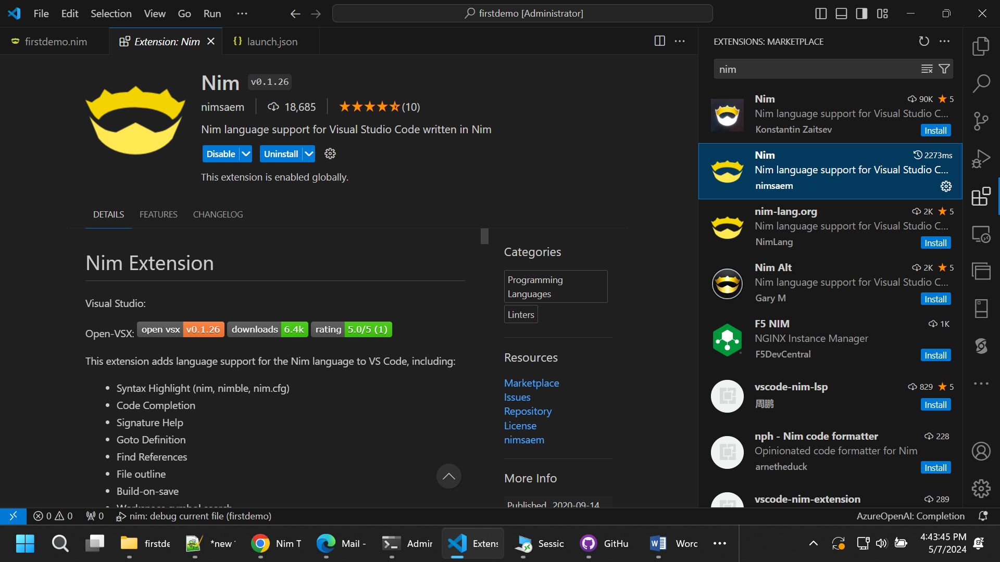 File Edit Selection View Go Run ...
firstdemo [Administrator]
firstdemo.nim
Extension: Nim
launch.json
Nim v0.1.26
nimsaem 18,685 (10)
Nim language support for Visual Studio Code written in Nim
Disable Uninstall
This extension is enabled globally.
DETAILS FEATURES CHANGELOG
Nim Extension
Visual Studio:
Open-VSX: open vsx v0.1.26 downloads 6.4k rating 5.0/5 (1)
This extension adds language support for the Nim language to VS Code, including:
• Syntax Highlight (nim, nimble, nim.cfg)
• Code Completion
• Signature Help
• Goto Definition
• Find References
• File outline
• Build-on-save
• Workspace symbol search
Categories
Programming
Languages
Linters
Resources
Marketplace
Issues
Repository
License
nimsaem
More Info
Published 2020-09-14
EXTENSIONS: MARKETPLACE
nim
Nim 90K 5
Nim language support for Visual Studio C...
Konstantin Zaitsev Install
Nim 2273ms
Nim language support for Visual Studio C...
nimsaem
nim-lang.org 2K 5
Nim language support for Visual Studio C...
NimLang Install
Nim Alt 2K 5
Nim language support for Visual Studio C...
Gary M Install
F5 NIM 1K
NGINX Instance Manager
F5DevCentral Install
vscode-nim-lsp 829 5
周鹏 Install
nph - Nim code formatter 228
Opinionated code formatter for Nim
arnetheduck Install
vscode-nim-extension 289
0 0 0 nim: debug current file (firstdemo)
AzureOpenAI: Completion
firstde
*new
Nim T
Mail -
Admir
Extens
Sessic
GitHu
Worc
4:43:45 PM
5/7/2024